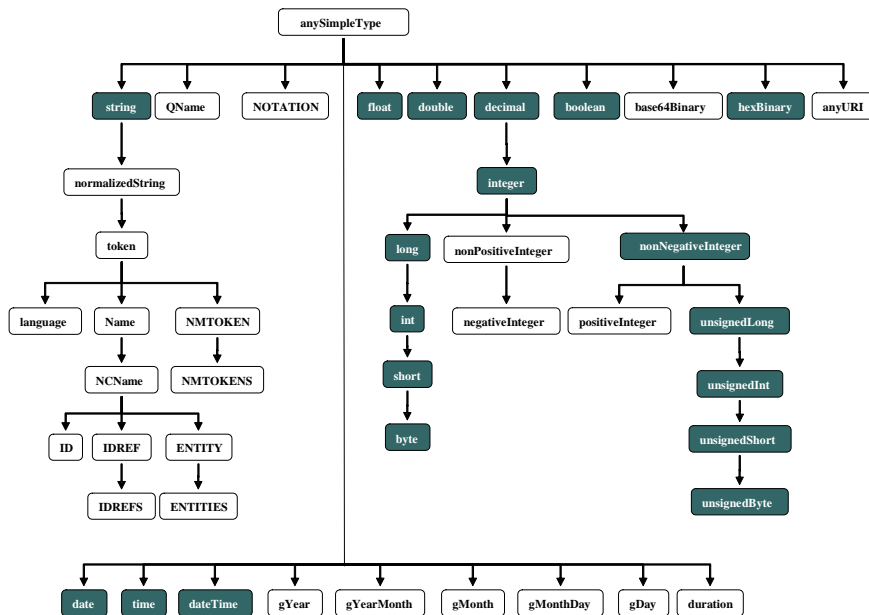 anySimpleType
string
QName
NOTATION
float
double
decimal
boolean
base64Binary
hexBinary
anyURI
normalizedString
integer
token
long
nonPositiveInteger
nonNegativeInteger
language
Name
NMTOKEN
int
negativeInteger
positiveInteger
unsignedLong
NCName
NMTOKENS
short
unsignedInt
ID
IDREF
ENTITY
byte
unsignedShort
IDREFS
ENTITIES
unsignedByte
date
time
dateTime
gYear
gYearMonth
gMonth
gMonthDay
gDay
duration